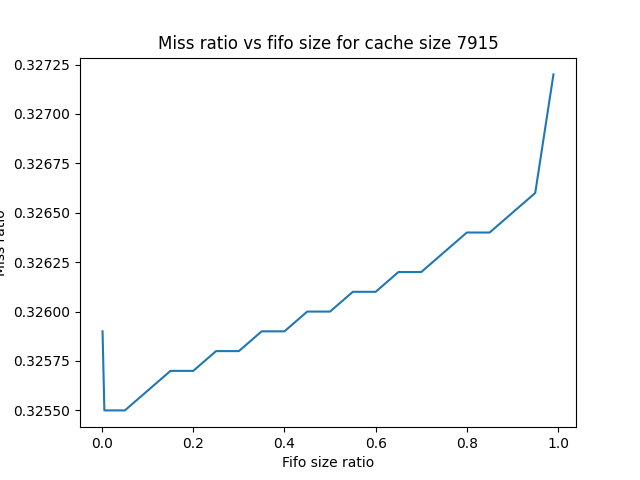 Miss ratio vs fifo size for cache size 7915
0.32725
0.32700
0.32675
0.32650
0.32625
0.32600
0.32575
0.32550
Miss ratio
0.0 0.2 0.4 0.6 0.8 1.0
Fifo size ratio